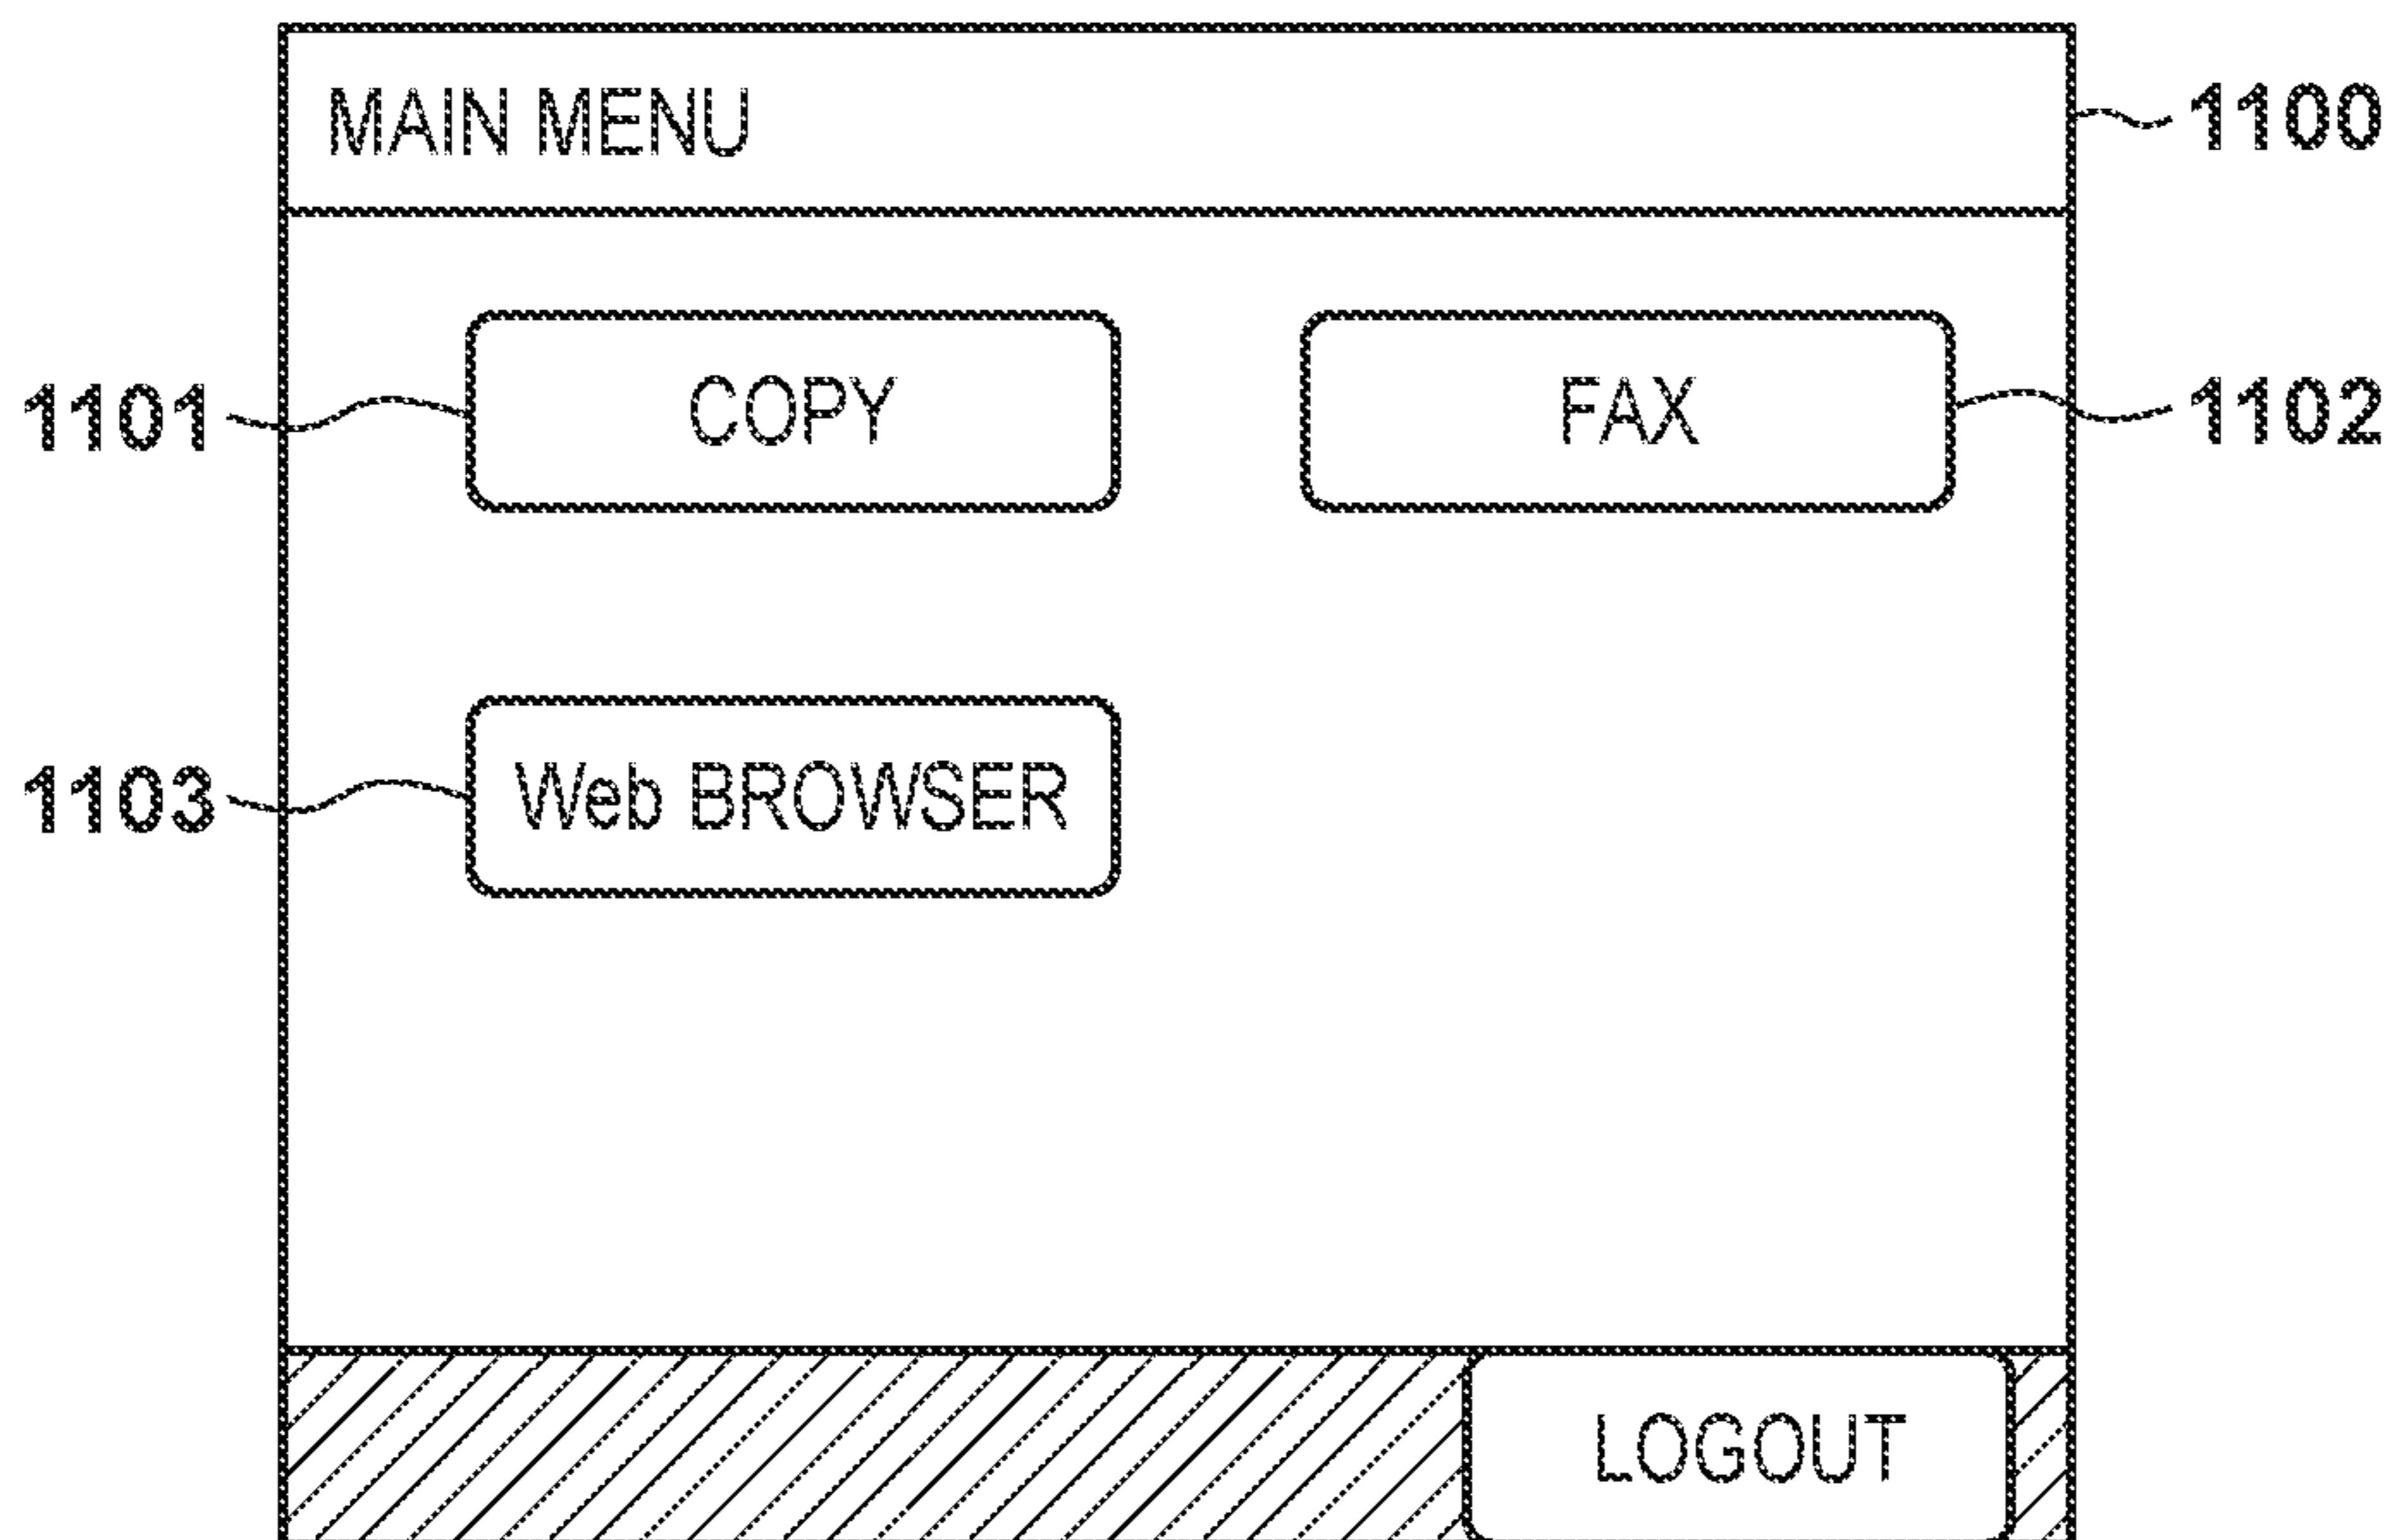 MAIN MENU
1100
1101
COPY
FAX
1102
1103
Web BROWSER
LOGOUT